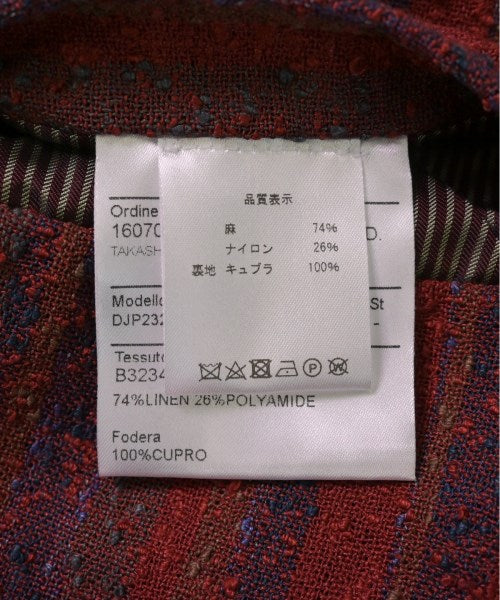 品質表示
麻 74%
ナイロン 26%
裏地 キュプラ 100%
Ordine
16070
D.
TAKASH
Modello
St
DJP232
-
Tessuto
B3234
74%LINEN 26%POLYAMIDE
Fodera
100%CUPRO